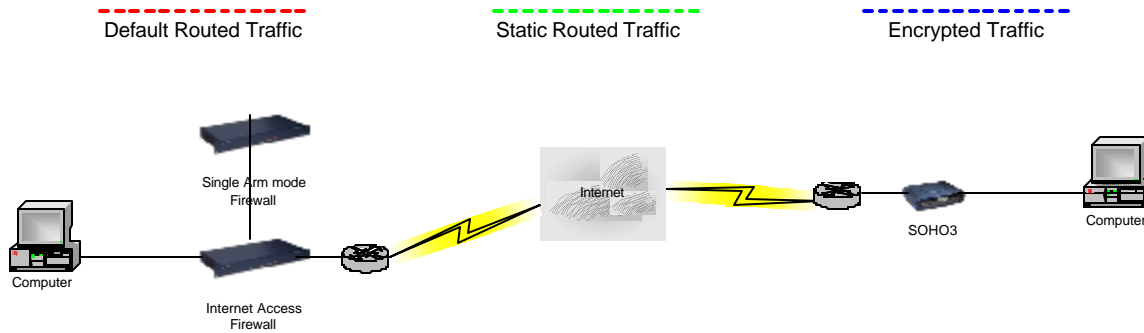 Default Routed Traffic
Static Routed Traffic
Encrypted Traffic
Single Arm mode
Firewall
Internet
SOHO3
Computer
Computer
Internet Access
Firewall